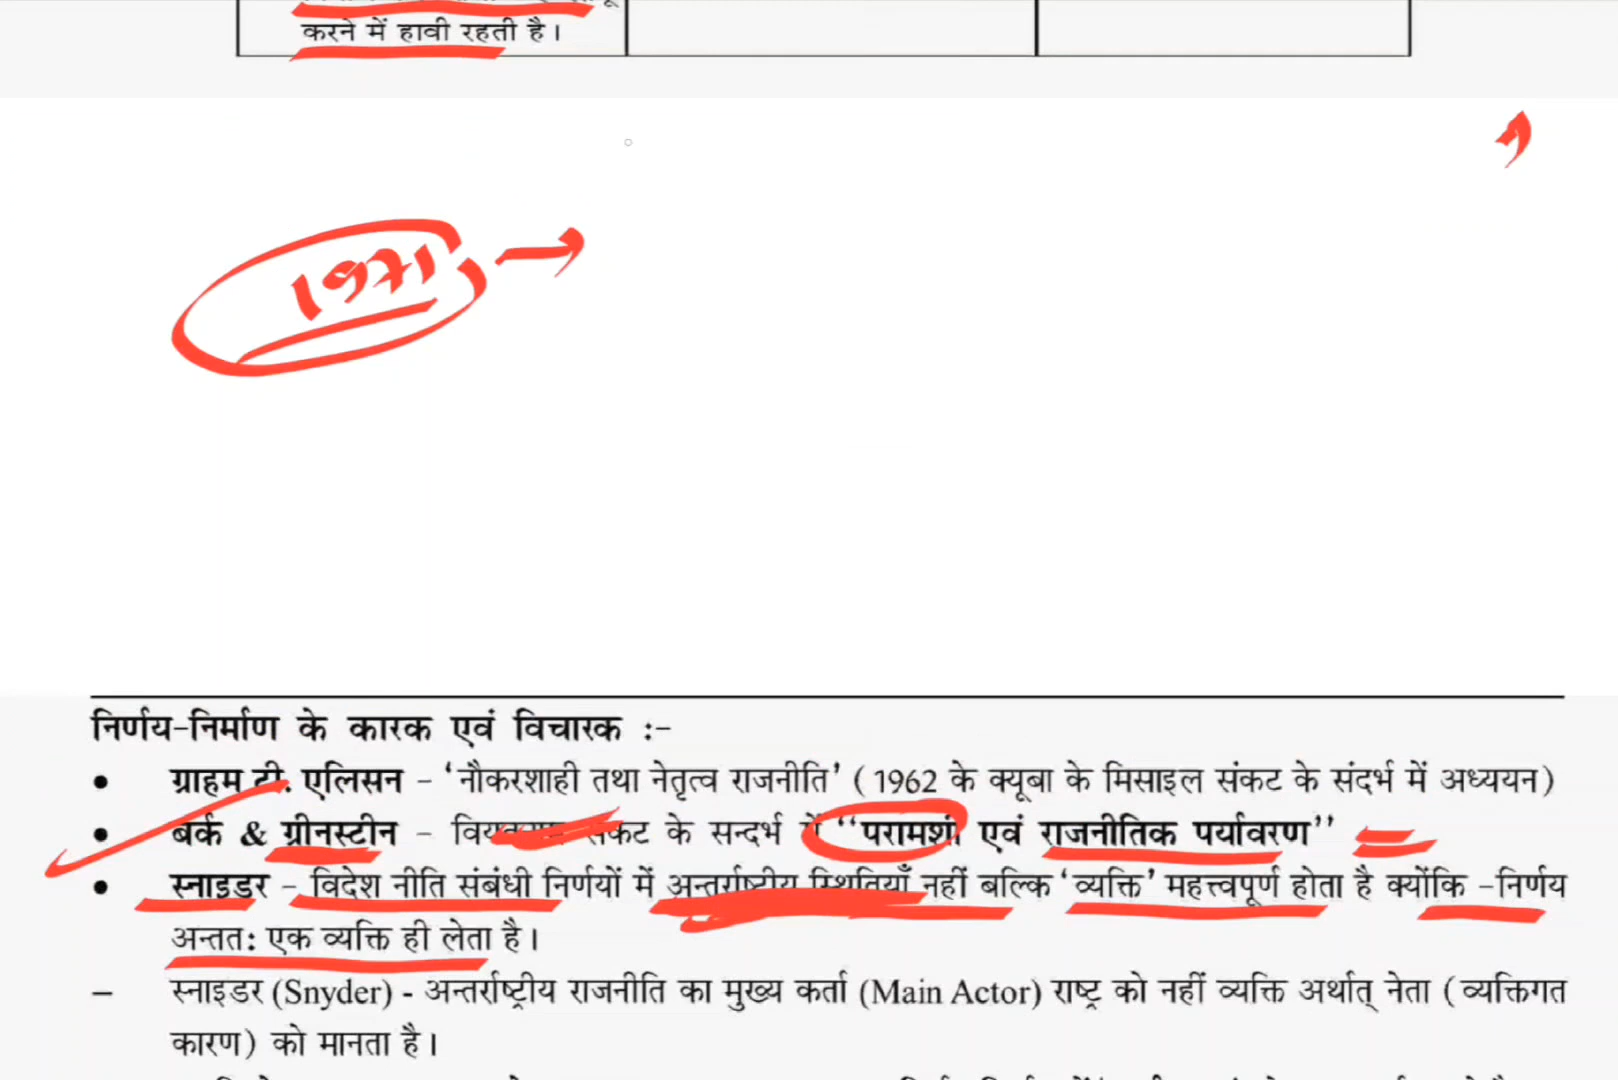 करने में हावी रहती है।
1971
निर्णय-निर्माण के कारक एवं विचारक :-
• ग्राहम टी. एलिसन - 'नौकरशाही तथा नेतृत्व राजनीति' (1962 के क्यूबा के मिसाइल संकट के संदर्भ में अध्ययन)
• बर्क & ग्रीनस्टीन - संकट के सन्दर्भ में "परामर्श एवं राजनीतिक पर्यावरण"
• स्नाइडर - विदेश नीति संबंधी निर्णयों में अन्तर्राष्ट्रीय स्थितियाँ नहीं बल्कि 'व्यक्ति' महत्त्वपूर्ण होता है क्योंकि -निर्णय
अन्ततः एक व्यक्ति ही लेता है।
– स्नाइडर (Snyder) - अन्तर्राष्ट्रीय राजनीति का मुख्य कर्ता (Main Actor) राष्ट्र को नहीं व्यक्ति अर्थात् नेता (व्यक्तिगत
कारण) को मानता है।